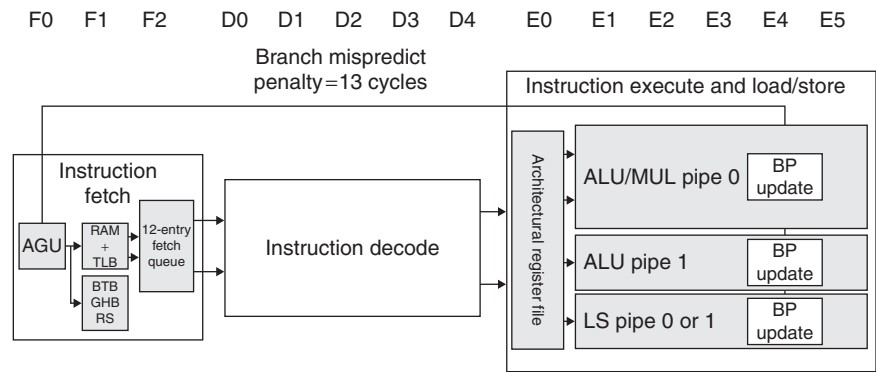 F0 F1 F2 D0 D1 D2 D3 D4 E0 E1 E2 E3 E4 E5
Branch mispredict
penalty=13 cycles
Instruction execute and load/store
Instruction
fetch
AGU
RAM
+
TLB
BTB
GHB
RS
12-entry
fetch
queue
Instruction decode
Architectural register file
ALU/MUL pipe 0
BP
update
ALU pipe 1
BP
update
LS pipe 0 or 1
BP
update